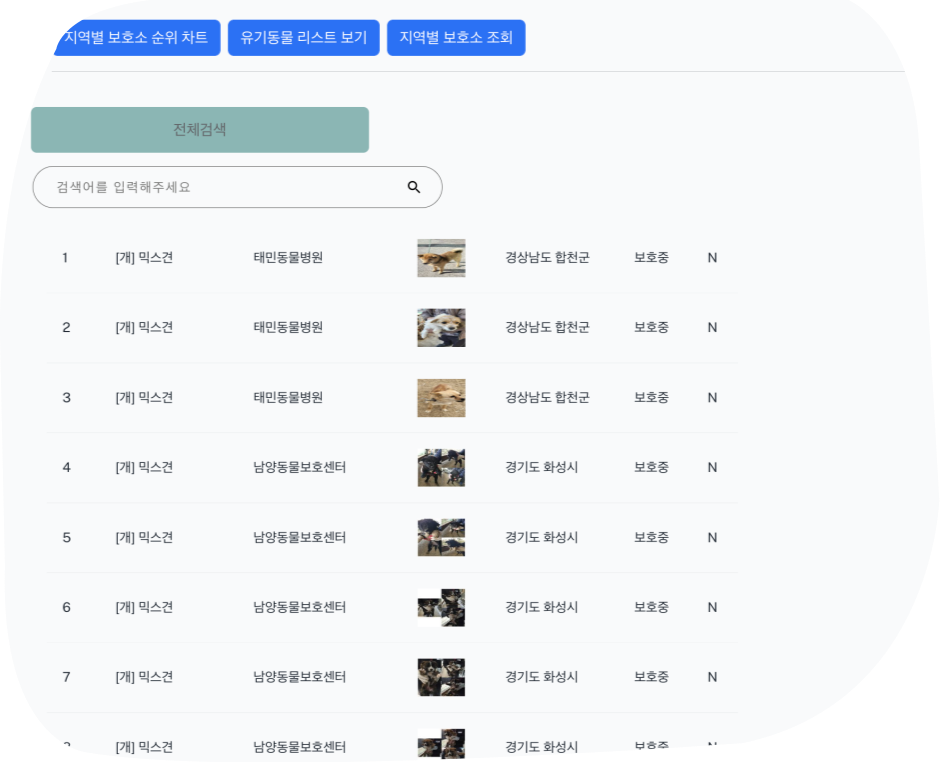 지역별 보호소 순위 차트 유기동물 리스트 보기 지역별 보호소 조회
전체검색
검색어를 입력해주세요
1 [개] 믹스견 태민동물병원 경상남도 합천군 보호중 N
2 [개] 믹스견 태민동물병원 경상남도 합천군 보호중 N
3 [개] 믹스견 태민동물병원 경상남도 합천군 보호중 N
4 [개] 믹스견 남양동물보호센터 경기도 화성시 보호중 N
5 [개] 믹스견 남양동물보호센터 경기도 화성시 보호중 N
6 [개] 믹스견 남양동물보호센터 경기도 화성시 보호중 N
7 [개] 믹스견 남양동물보호센터 경기도 화성시 보호중 N
[개] 믹스견 남양동물보호센터 경기도 화성시 보호중